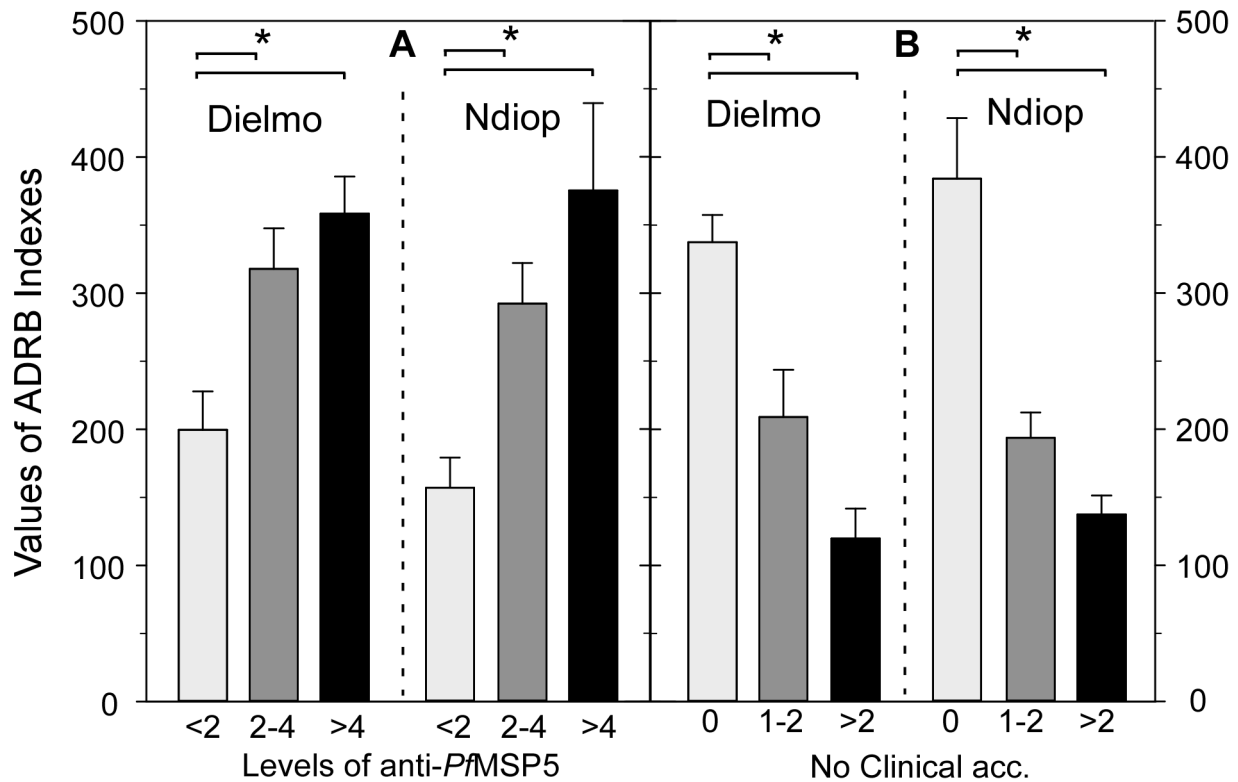 500
400
300
200
100
0
Values of ADRB Indexes
*
A
*
Dielmo
Ndiop
<2 2-4 >4 <2 2-4 >4
Levels of anti-PfMSP5
*
B
*
Dielmo
Ndiop
0 1-2 >2 0 1-2 >2
No Clinical acc.
500
400
300
200
100
0